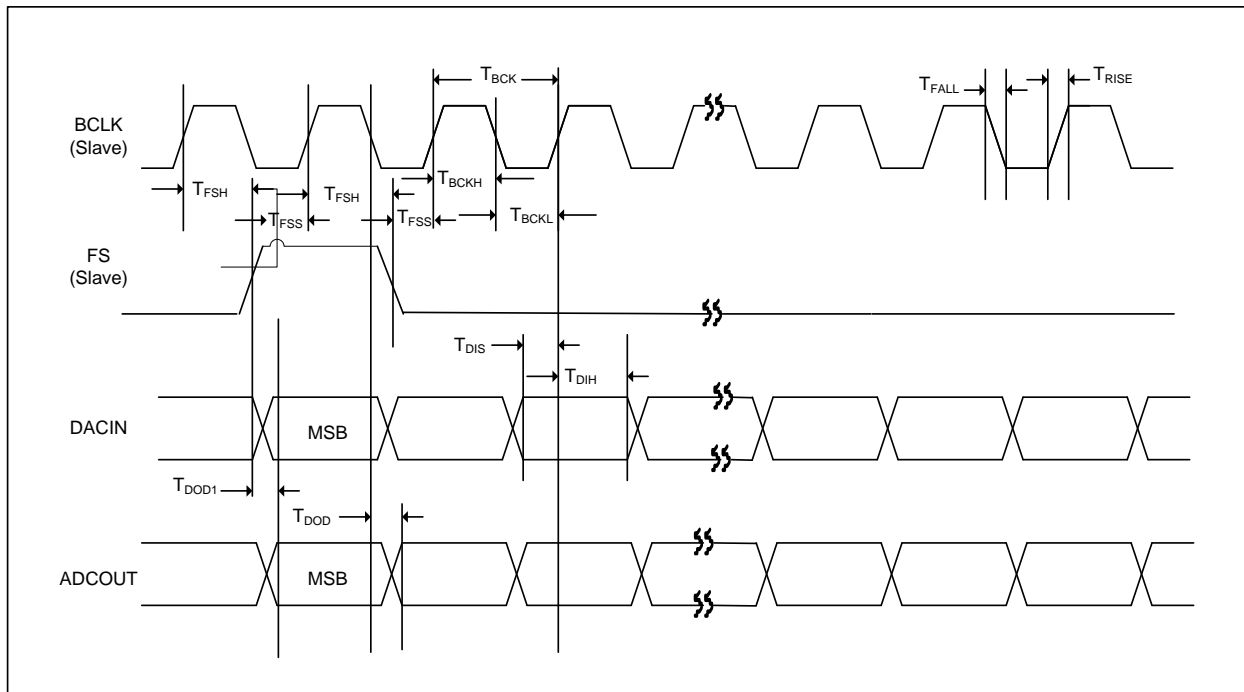 T_BCK
T_FALL
T_RISE
BCLK
(Slave)
T_FSH
T_FSH
T_BCKH
T_FSS
T_FSS
T_BCKL
FS
(Slave)
T_DIS
T_DIH
DACIN
MSB
T_DOD1
T_DOD
ADCOUT
MSB